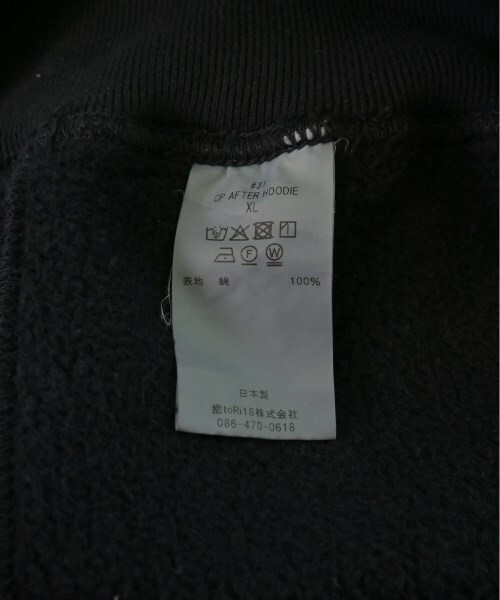 #31
CP AFTER HOODIE
XL
F W
表地 綿 100%
日本製
toRi18株式会社
086-470-0618